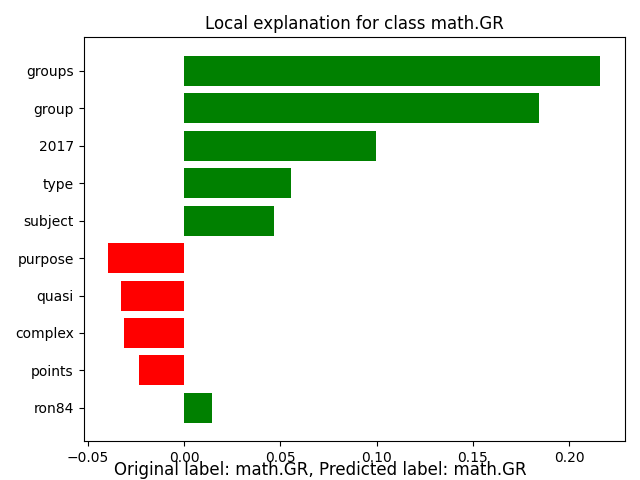 Local explanation for class math.GR
groups
group
2017
type
subject
purpose
quasi
complex
points
ron84
−0.05 0.00 0.05 0.10 0.15 0.20
Original label: math.GR, Predicted label: math.GR